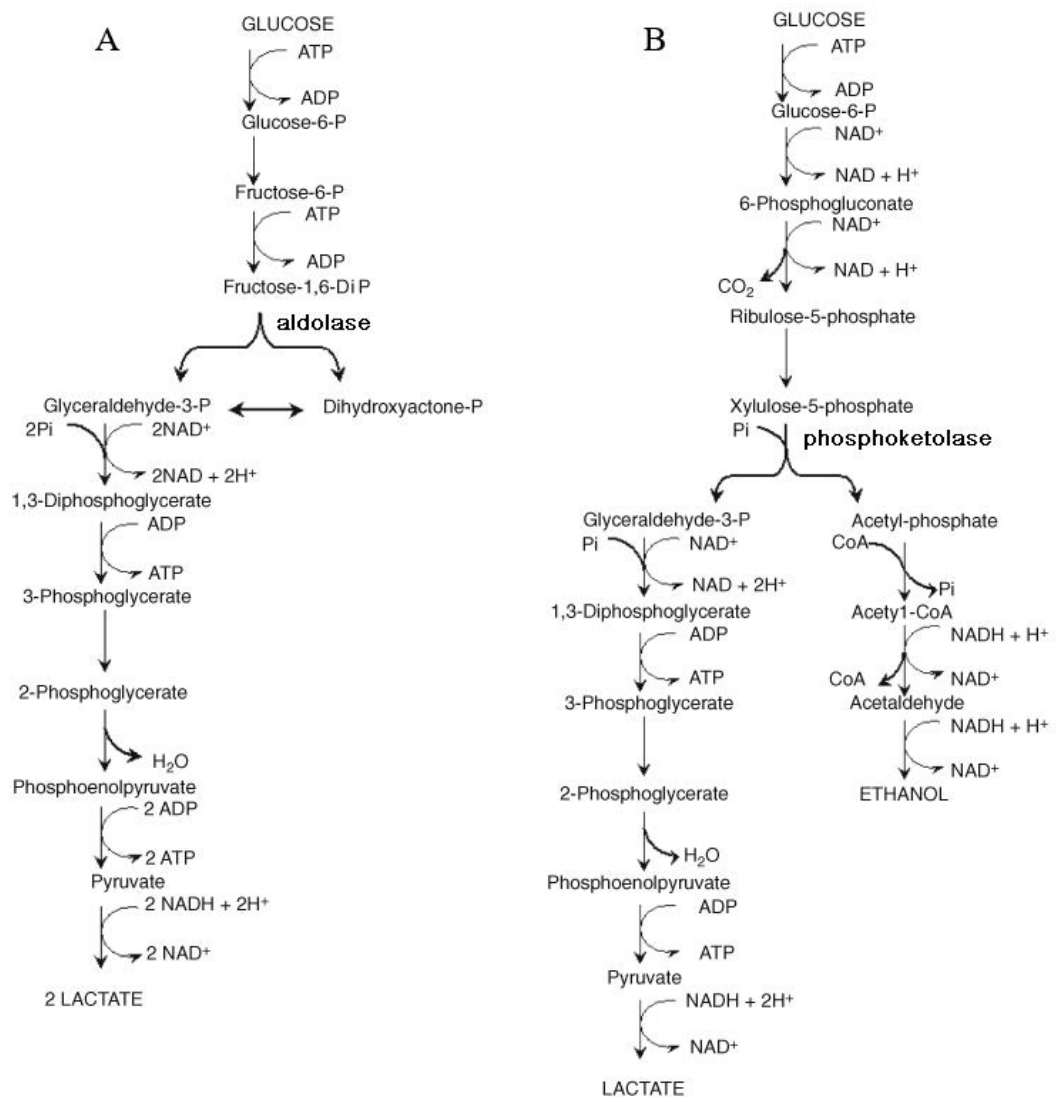 A
GLUCOSE
ATP
ADP
Glucose-6-P
Fructose-6-P
ATP
ADP
Fructose-1,6-Di P
aldolase
Glyceraldehyde-3-P
Dihydroxyactone-P
2Pi
2NAD+
2NAD + 2H+
1,3-Diphosphoglycerate
ADP
ATP
3-Phosphoglycerate
2-Phosphoglycerate
H2O
Phosphoenolpyruvate
2 ADP
2 ATP
Pyruvate
2 NADH + 2H+
2 NAD+
2 LACTATE
B
GLUCOSE
ATP
ADP
Glucose-6-P
NAD+
NAD + H+
6-Phosphogluconate
NAD+
NAD + H+
CO2
Ribulose-5-phosphate
Xylulose-5-phosphate
Pi
phosphoketolase
Glyceraldehyde-3-P
Pi
NAD+
NAD + 2H+
1,3-Diphosphoglycerate
ADP
ATP
3-Phosphoglycerate
2-Phosphoglycerate
H2O
Phosphoenolpyruvate
ADP
ATP
Pyruvate
NADH + 2H+
NAD+
LACTATE
Acetyl-phosphate
CoA
Pi
Acety1-CoA
NADH + H+
CoA
NAD+
Acetaldehyde
NADH + H+
NAD+
ETHANOL